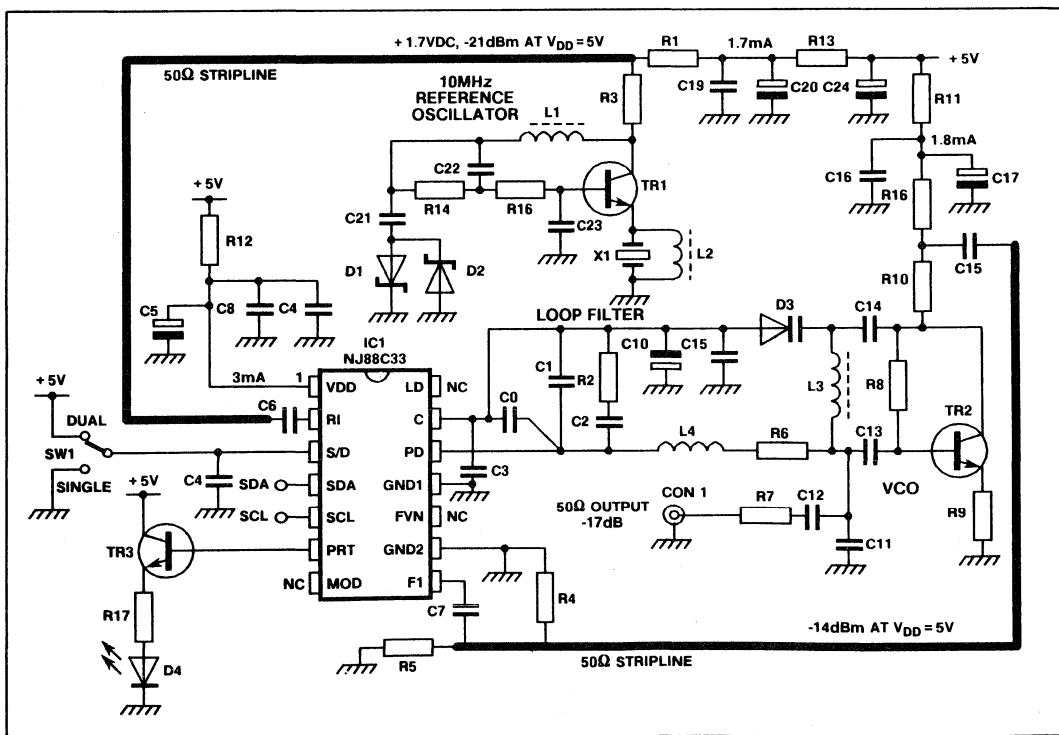 + 1.7VDC, -21dBm AT VDD = 5V
50Ω STRIPLINE
R1
1.7mA
R13
+ 5V
10MHz
REFERENCE
OSCILLATOR
L1
R3
C19
C20
C24
R11
1.8mA
C22
TR1
C16
C17
+ 5V
R14
R16
R16
C21
C23
R12
X1
L2
C15
D1
D2
R10
C5
C8
C4
LOOP FILTER
D3
C14
IC1
NJ88C33
C10
C15
C1
R2
L3
R8
3mA
1
VDD
LD
NC
+ 5V
C6
RI
C
C0
C2
TR2
DUAL
SW1
S/D
PD
L4
R6
C13
SINGLE
C4
SDA
SDA
GND1
C3
VCO
+ 5V
SCL
SCL
FVN
NC
50Ω OUTPUT
-17dB
CON 1
R7
C12
R9
TR3
PRT
GND2
C11
NC
MOD
F1
R17
C7
R4
-14dBm AT VDD = 5V
D4
R5
50Ω STRIPLINE